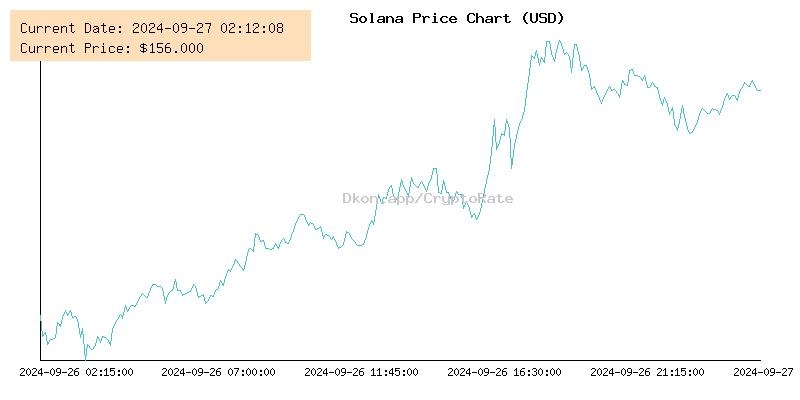 Solana Price Chart (USD)
Current Date: 2024-09-27 02:12:08
Current Price: $156.000
Dkon.app/CryptoRate
2024-09-26 02:15:00
2024-09-26 07:00:00
2024-09-26 11:45:00
2024-09-26 16:30:00
2024-09-26 21:15:00
2024-09-27